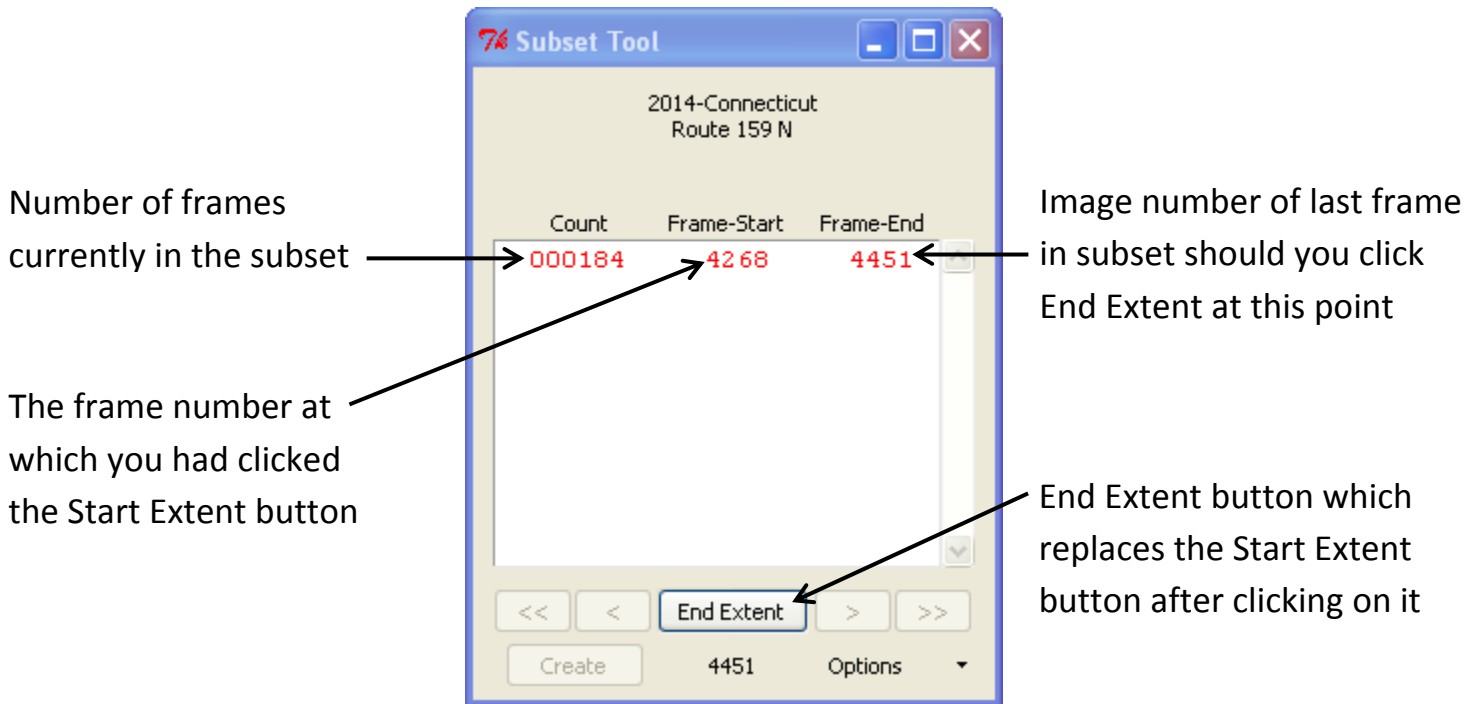 Subset Tool
2014-Connecticut
Route 159 N
Number of frames
currently in the subset
Count Frame-Start Frame-End
000184 4268 4451
Image number of last frame
in subset should you click
End Extent at this point
The frame number at
which you had clicked
the Start Extent button
End Extent button which
replaces the Start Extent
button after clicking on it
<< < End Extent > >>
Create 4451 Options